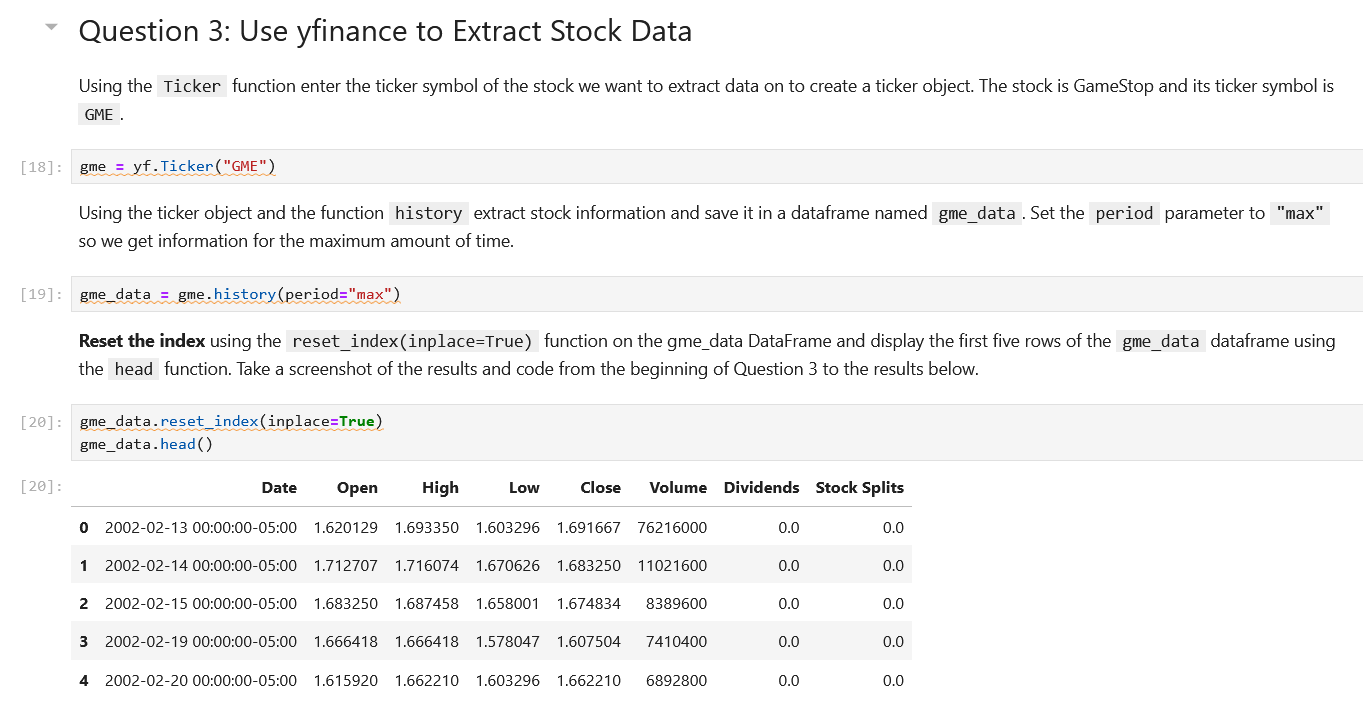 Question 3: Use yfinance to Extract Stock Data
Using the Ticker function enter the ticker symbol of the stock we want to extract data on to create a ticker object. The stock is GameStop and its ticker symbol is
GME .
[18]: gme = yf.Ticker("GME")
Using the ticker object and the function history extract stock information and save it in a dataframe named gme_data . Set the period parameter to "max"
so we get information for the maximum amount of time.
[19]: gme_data = gme.history(period="max")
Reset the index using the reset_index(inplace=True) function on the gme_data DataFrame and display the first five rows of the gme_data dataframe using
the head function. Take a screenshot of the results and code from the beginning of Question 3 to the results below.
[20]: gme_data.reset_index(inplace=True)
gme_data.head()
[20]: Date Open High Low Close Volume Dividends Stock Splits
0 2002-02-13 00:00:00-05:00 1.620129 1.693350 1.603296 1.691667 76216000 0.0 0.0
1 2002-02-14 00:00:00-05:00 1.712707 1.716074 1.670626 1.683250 11021600 0.0 0.0
2 2002-02-15 00:00:00-05:00 1.683250 1.687458 1.658001 1.674834 8389600 0.0 0.0
3 2002-02-19 00:00:00-05:00 1.666418 1.666418 1.578047 1.607504 7410400 0.0 0.0
4 2002-02-20 00:00:00-05:00 1.615920 1.662210 1.603296 1.662210 6892800 0.0 0.0